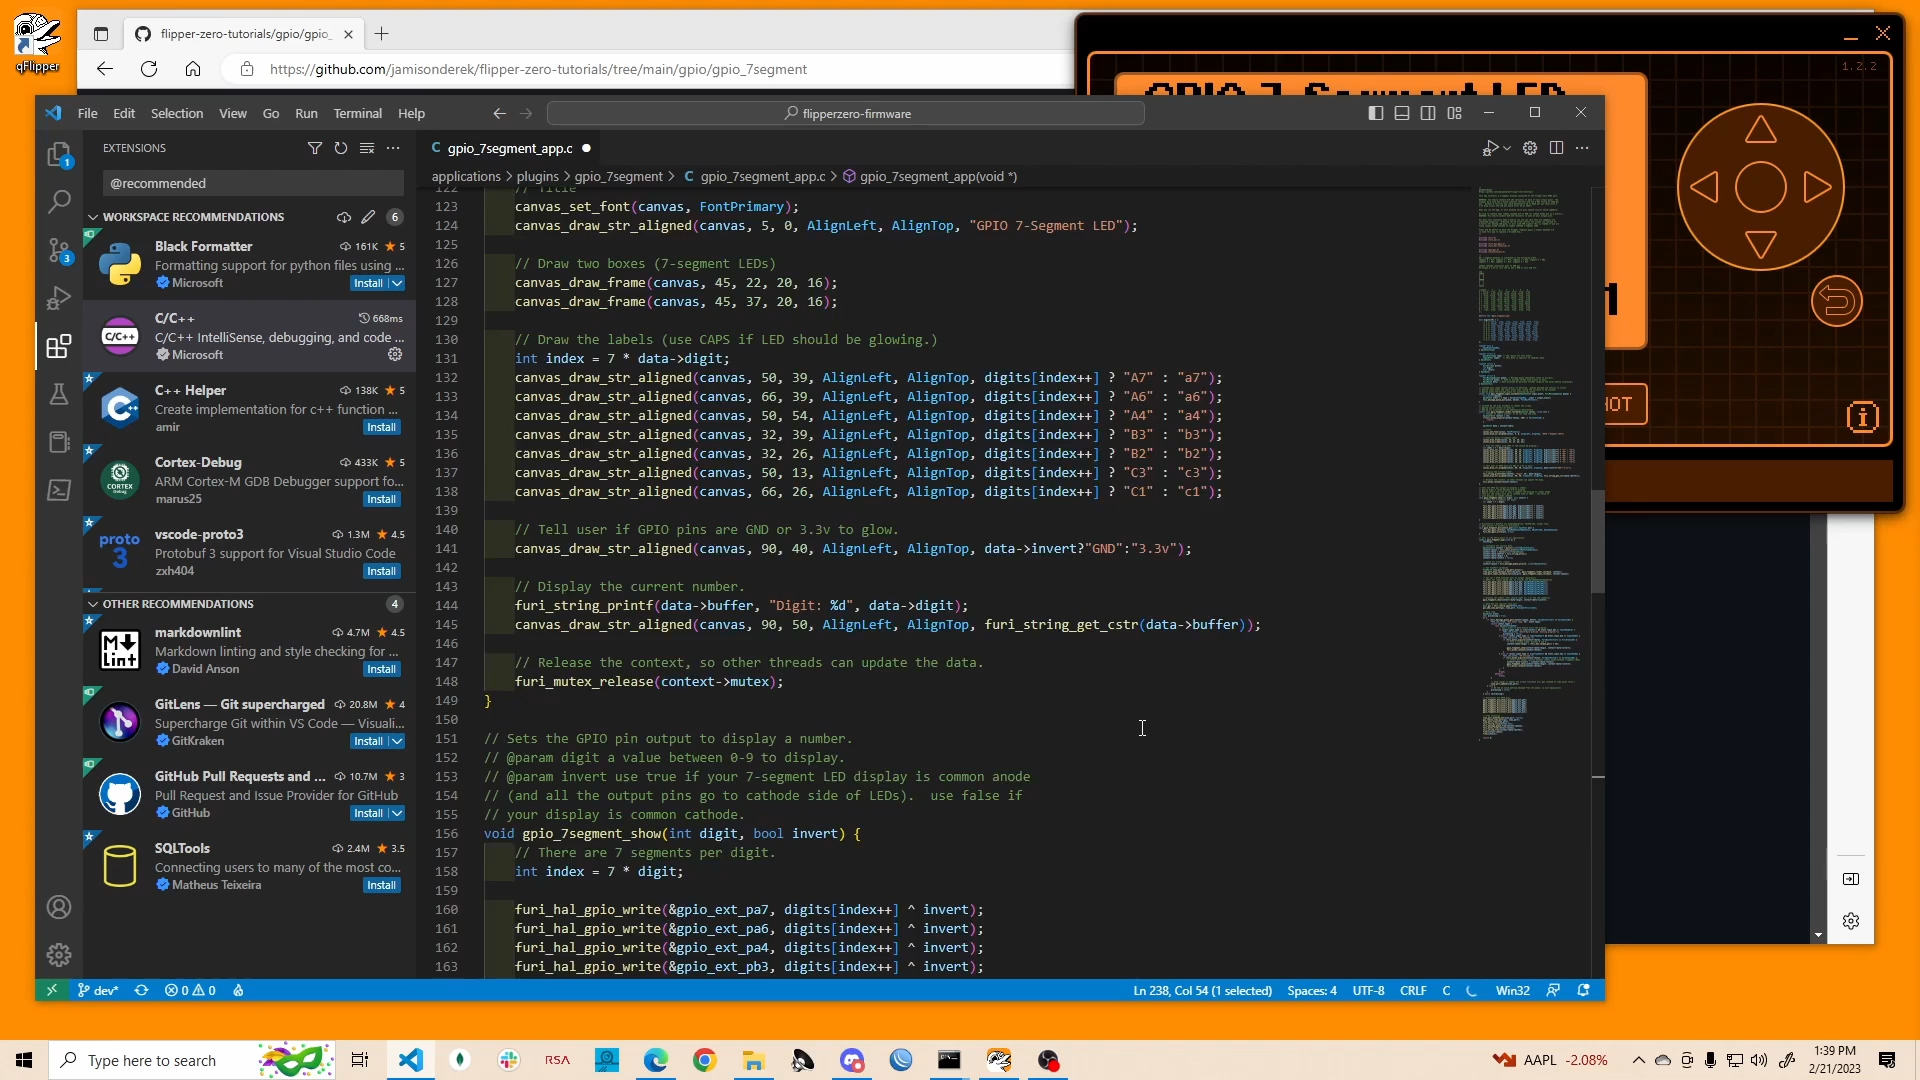 qFlipper
flipper-zero-tutorials/gpio/gpio_
https://github.com/jamisonderek/flipper-zero-tutorials/tree/main/gpio/gpio_7segment
1.2.2
GPIO 7-Segment LED
File Edit Selection View Go Run Terminal Help
flipperzero-firmware
EXTENSIONS
@recommended
WORKSPACE RECOMMENDATIONS 6
Black Formatter 161K 5
Formatting support for python files using ...
Microsoft Install
C/C++ 668ms
C/C++ IntelliSense, debugging, and code ...
Microsoft
C++ Helper 138K 5
Create implementation for c++ function ...
amir Install
Cortex-Debug 433K 5
ARM Cortex-M GDB Debugger support fo...
marus25 Install
vscode-proto3 1.3M 4.5
Protobuf 3 support for Visual Studio Code
zxh404 Install
OTHER RECOMMENDATIONS 4
markdownlint 4.7M 4.5
Markdown linting and style checking for ...
David Anson Install
GitLens — Git supercharged 20.8M 4
Supercharge Git within VS Code — Visuali...
GitKraken Install
GitHub Pull Requests and ... 10.7M 3
Pull Request and Issue Provider for GitHub
GitHub Install
SQLTools 2.4M 3.5
Connecting users to many of the most co...
Matheus Teixeira Install
C gpio_7segment_app.c
applications > plugins > gpio_7segment > C gpio_7segment_app.c > gpio_7segment_app(void *)
122 // Title
123 canvas_set_font(canvas, FontPrimary);
124 canvas_draw_str_aligned(canvas, 5, 0, AlignLeft, AlignTop, "GPIO 7-Segment LED");
125
126 // Draw two boxes (7-segment LEDs)
127 canvas_draw_frame(canvas, 45, 22, 20, 16);
128 canvas_draw_frame(canvas, 45, 37, 20, 16);
129
130 // Draw the labels (use CAPS if LED should be glowing.)
131 int index = 7 * data->digit;
132 canvas_draw_str_aligned(canvas, 50, 39, AlignLeft, AlignTop, digits[index++] ? "A7" : "a7");
133 canvas_draw_str_aligned(canvas, 66, 39, AlignLeft, AlignTop, digits[index++] ? "A6" : "a6");
134 canvas_draw_str_aligned(canvas, 50, 54, AlignLeft, AlignTop, digits[index++] ? "A4" : "a4");
135 canvas_draw_str_aligned(canvas, 32, 39, AlignLeft, AlignTop, digits[index++] ? "B3" : "b3");
136 canvas_draw_str_aligned(canvas, 32, 26, AlignLeft, AlignTop, digits[index++] ? "B2" : "b2");
137 canvas_draw_str_aligned(canvas, 50, 13, AlignLeft, AlignTop, digits[index++] ? "C3" : "c3");
138 canvas_draw_str_aligned(canvas, 66, 26, AlignLeft, AlignTop, digits[index++] ? "C1" : "c1");
139
140 // Tell user if GPIO pins are GND or 3.3v to glow.
141 canvas_draw_str_aligned(canvas, 90, 40, AlignLeft, AlignTop, data->invert?"GND":"3.3v");
142
143 // Display the current number.
144 furi_string_printf(data->buffer, "Digit: %d", data->digit);
145 canvas_draw_str_aligned(canvas, 90, 50, AlignLeft, AlignTop, furi_string_get_cstr(data->buffer));
146
147 // Release the context, so other threads can update the data.
148 furi_mutex_release(context->mutex);
149 }
150
151 // Sets the GPIO pin output to display a number.
152 // @param digit a value between 0-9 to display.
153 // @param invert use true if your 7-segment LED display is common anode
154 // (and all the output pins go to cathode side of LEDs).  use false if
155 // your display is common cathode.
156 void gpio_7segment_show(int digit, bool invert) {
157 // There are 7 segments per digit.
158 int index = 7 * digit;
159
160 furi_hal_gpio_write(&gpio_ext_pa7, digits[index++] ^ invert);
161 furi_hal_gpio_write(&gpio_ext_pa6, digits[index++] ^ invert);
162 furi_hal_gpio_write(&gpio_ext_pa4, digits[index++] ^ invert);
163 furi_hal_gpio_write(&gpio_ext_pb3, digits[index++] ^ invert);
HOT
1
3
dev* 0 0
Ln 238, Col 54 (1 selected) Spaces: 4 UTF-8 CRLF C Win32
Type here to search
RSA
AAPL -2.08%
1:39 PM
2/21/2023